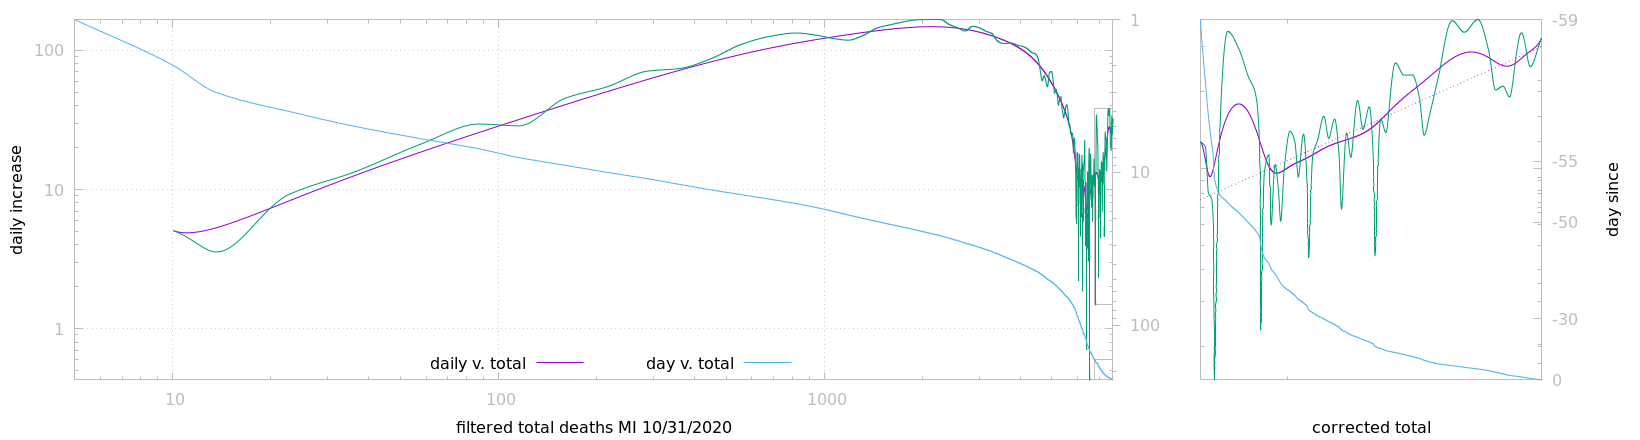 100
10
1
daily increase
10
100
1000
filtered total deaths MI 10/31/2020
daily v. total
day v. total
1
10
100
-59
-55
-50
-30
0
day since
corrected total